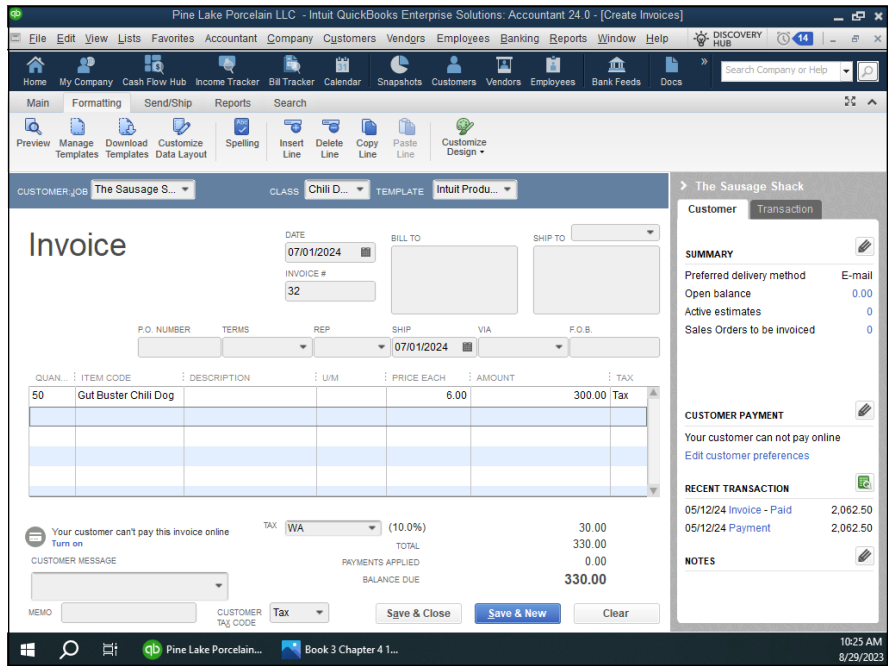 qb Pine Lake Porcelain LLC - Intuit QuickBooks Enterprise Solutions: Accountant 24.0 - [Create Invoices]
File Edit View Lists Favorites Accountant Company Customers Vendors Employees Banking Reports Window Help DISCOVERY HUB 14
Home My Company Cash Flow Hub Income Tracker Bill Tracker Calendar Snapshots Customers Vendors Employees Bank Feeds Docs » Search Company or Help
Main Formatting Send/Ship Reports Search
Preview Manage Templates Download Templates Customize Data Layout Spelling Insert Line Delete Line Copy Line Paste Line Customize Design
CUSTOMER:JOB The Sausage S... CLASS Chili D... TEMPLATE Intuit Produ...
Invoice
DATE
07/01/2024
INVOICE #
32
BILL TO
SHIP TO
P.O. NUMBER TERMS REP SHIP VIA F.O.B.
07/01/2024
QUAN... ITEM CODE DESCRIPTION U/M PRICE EACH AMOUNT TAX
50 Gut Buster Chili Dog 6.00 300.00 Tax
Your customer can't pay this invoice online
Turn on
TAX WA (10.0%) 30.00
TOTAL 330.00
PAYMENTS APPLIED 0.00
BALANCE DUE 330.00
CUSTOMER MESSAGE
MEMO
CUSTOMER TAX CODE Tax
Save & Close Save & New Clear
The Sausage Shack
Customer Transaction
SUMMARY
Preferred delivery method E-mail
Open balance 0.00
Active estimates 0
Sales Orders to be invoiced 0
CUSTOMER PAYMENT
Your customer can not pay online
Edit customer preferences
RECENT TRANSACTION
05/12/24 Invoice - Paid 2,062.50
05/12/24 Payment 2,062.50
NOTES
qb Pine Lake Porcelain... Book 3 Chapter 4 1...
10:25 AM
8/29/2023